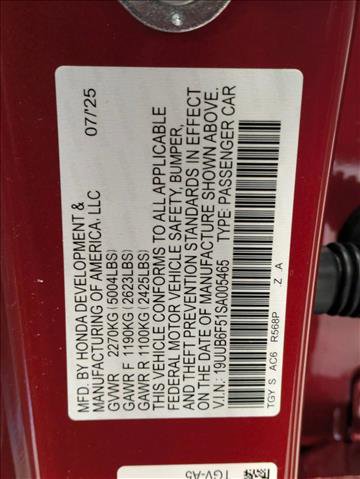 MFD. BY HONDA DEVELOPMENT & 07/'25
MANUFACTURING OF AMERICA, LLC
GVWR 2270KG (5004LBS)
GAWR F 1190KG (2623LBS)
GAWR R 1100KG (2425LBS)
THIS VEHICLE CONFORMS TO ALL APPLICABLE
FEDERAL MOTOR VEHICLE SAFETY, BUMPER,
AND THEFT PREVENTION STANDARDS IN EFFECT
ON THE DATE OF MANUFACTURE SHOWN ABOVE.
V.I.N.: 19UUB6F51SA005465 TYPE: PASSENGER CAR
TGY S AC6 R568P .Z .A
TGV-A5